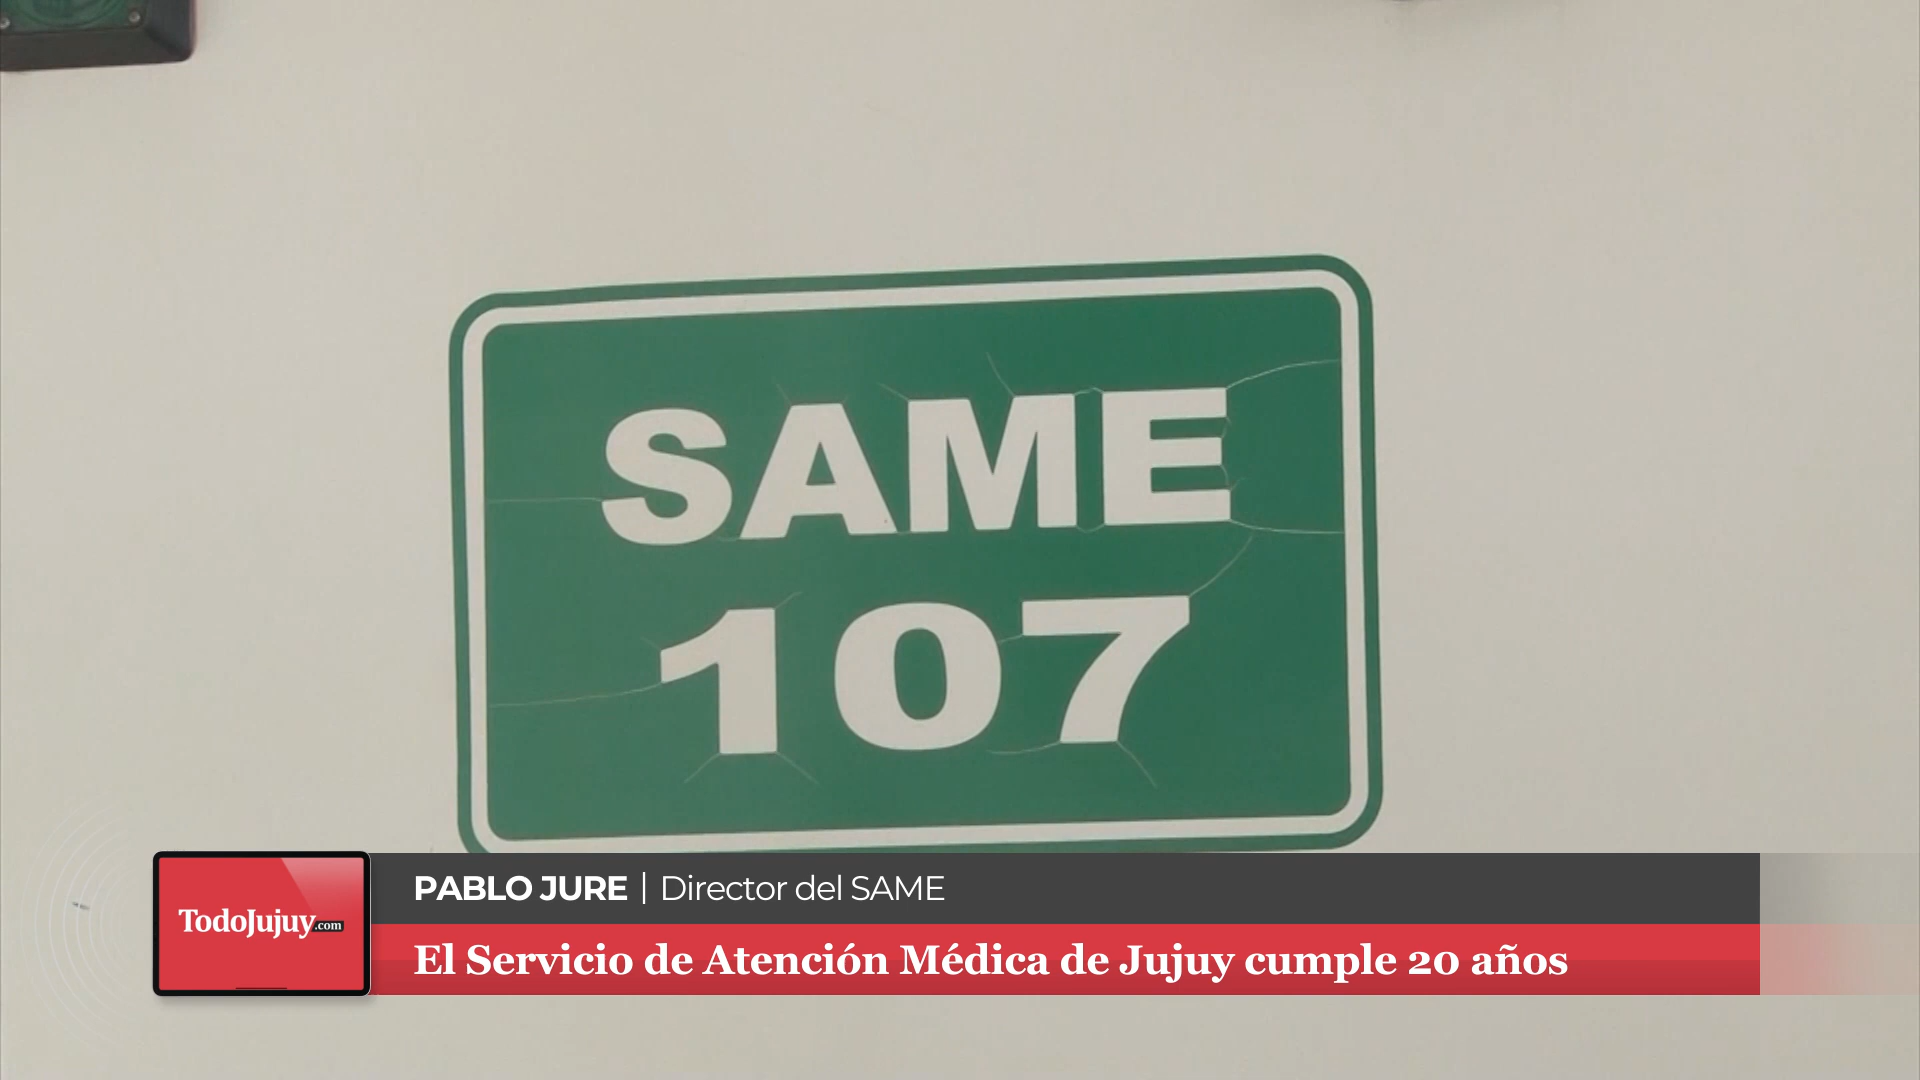 SAME
107
PABLO JURE | Director del SAME
TodoJujuy.com
El Servicio de Atención Médica de Jujuy cumple 20 años